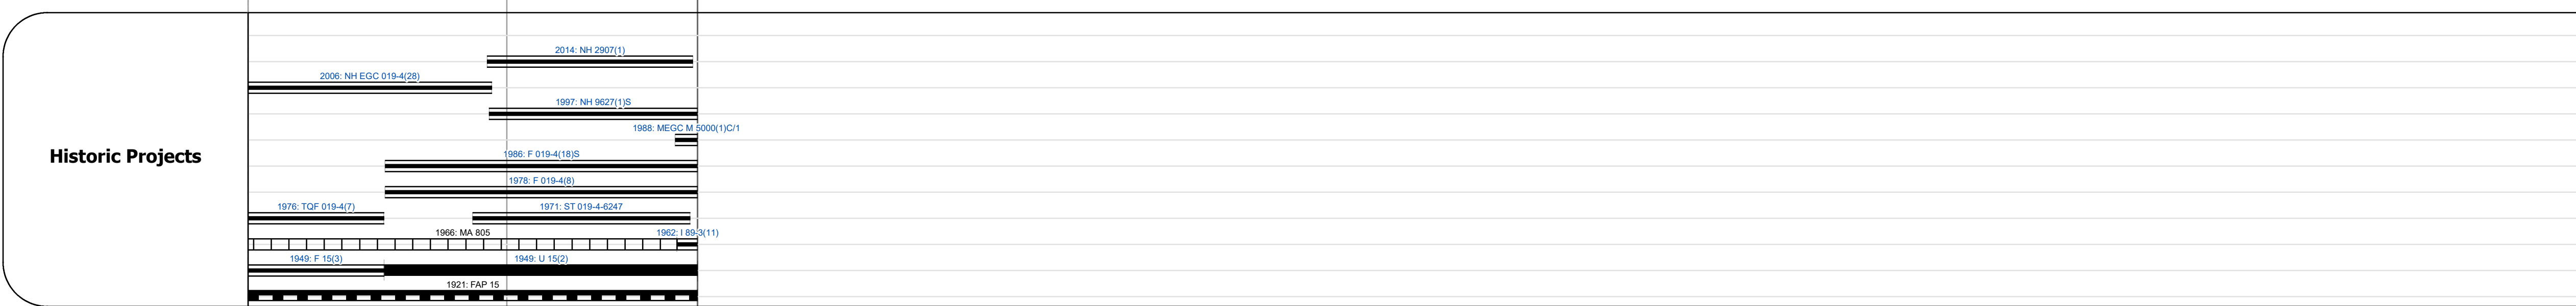 2014: NH 2907(1)
2006: NH EGC 019-4(28)
1997: NH 9627(1)S
1988: MEGC M 5000(1)C/1
Historic Projects
1986: F 019-4(18)S
1978: F 019-4(8)
1976: TQF 019-4(7) 1971: ST 019-4-6247
1966: MA 805 1962: I 89-3(11)
1949: F 15(3) 1949: U 15(2)
1921: FAP 15